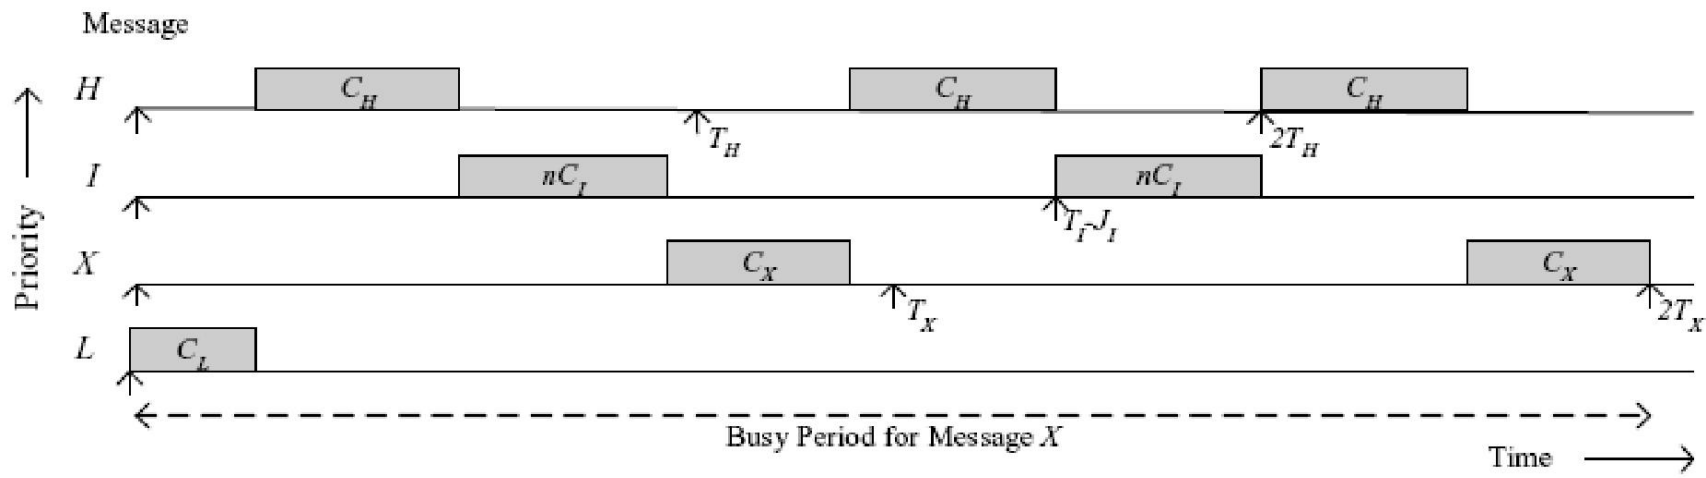 Message
H C_H C_H C_H
T_H 2T_H
I nC_I nC_I
T_I-J_I
Priority
X C_X C_X
T_X 2T_X
L C_L
Busy Period for Message X
Time